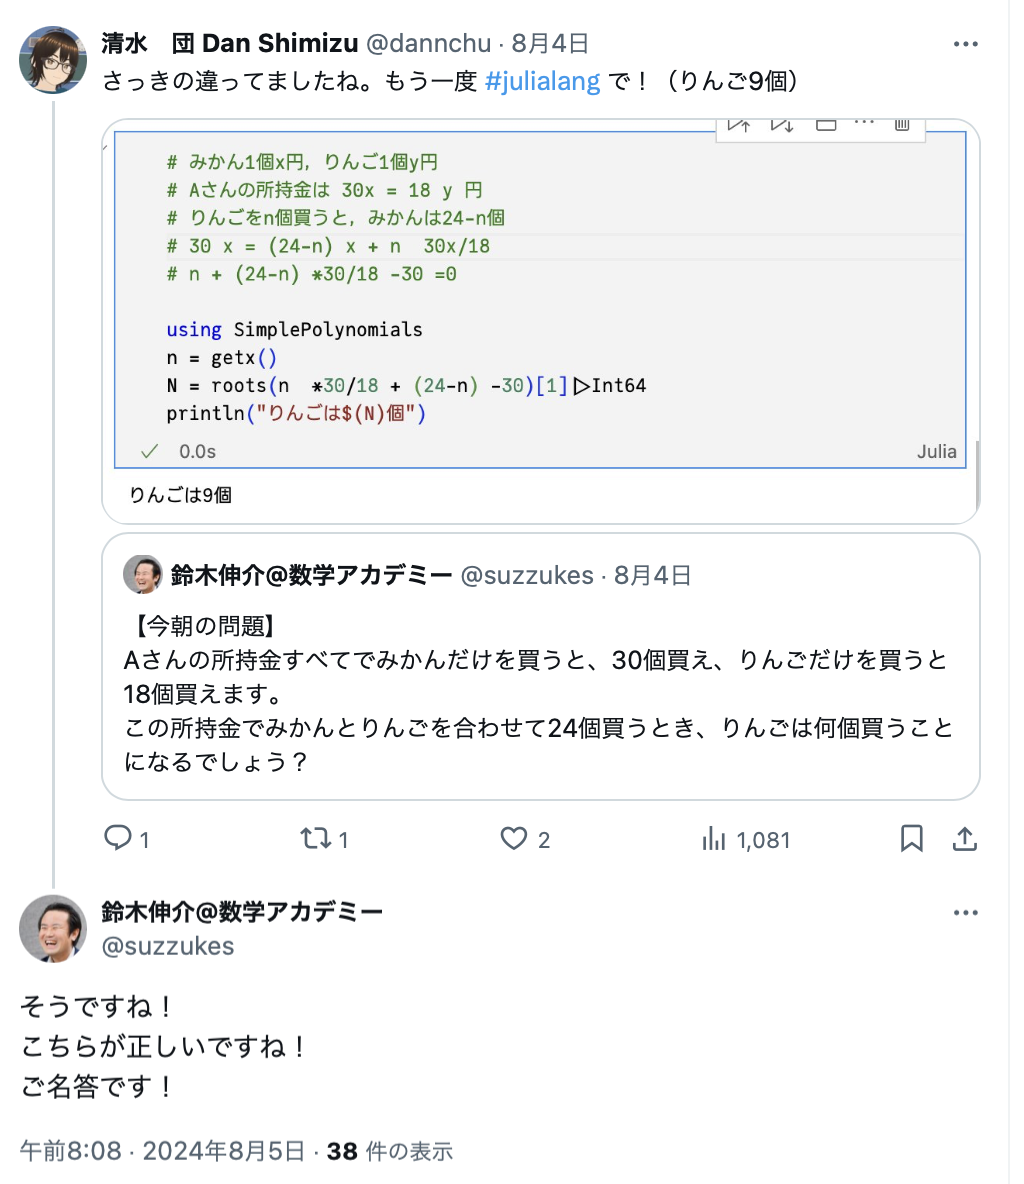 清水　団 Dan Shimizu @dannchu · 8月4日
さっきの違ってましたね。もう一度 #julialang で！（りんご9個）
# みかん1個x円，りんご1個y円
# Aさんの所持金は 30x = 18 y 円
# りんごをn個買うと，みかんは24-n個
# 30 x = (24-n) x + n  30x/18
# n + (24-n) *30/18 -30 =0
using SimplePolynomials
n = getx()
N = roots(n  *30/18 + (24-n) -30)[1]|>Int64
println("りんごは$(N)個")
0.0s
Julia
りんごは9個
鈴木伸介@数学アカデミー @suzzukes · 8月4日
【今朝の問題】
Aさんの所持金すべてでみかんだけを買うと、30個買え、りんごだけを買うと
18個買えます。
この所持金でみかんとりんごを合わせて24個買うとき、りんごは何個買うこと
になるでしょう？
1 1 2 1,081
鈴木伸介@数学アカデミー
@suzzukes
そうですね！
こちらが正しいですね！
ご名答です！
午前8:08 · 2024年8月5日 · 38 件の表示